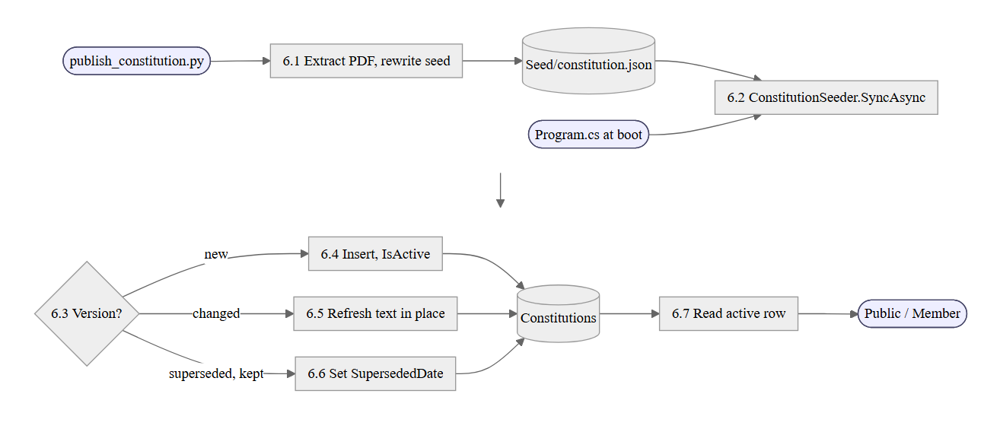 publish_constitution.py
6.1 Extract PDF, rewrite seed
Seed/constitution.json
6.2 ConstitutionSeeder.SyncAsync
Program.cs at boot
6.3 Version?
new
changed
superseded, kept
6.4 Insert, IsActive
6.5 Refresh text in place
6.6 Set SupersededDate
Constitutions
6.7 Read active row
Public / Member